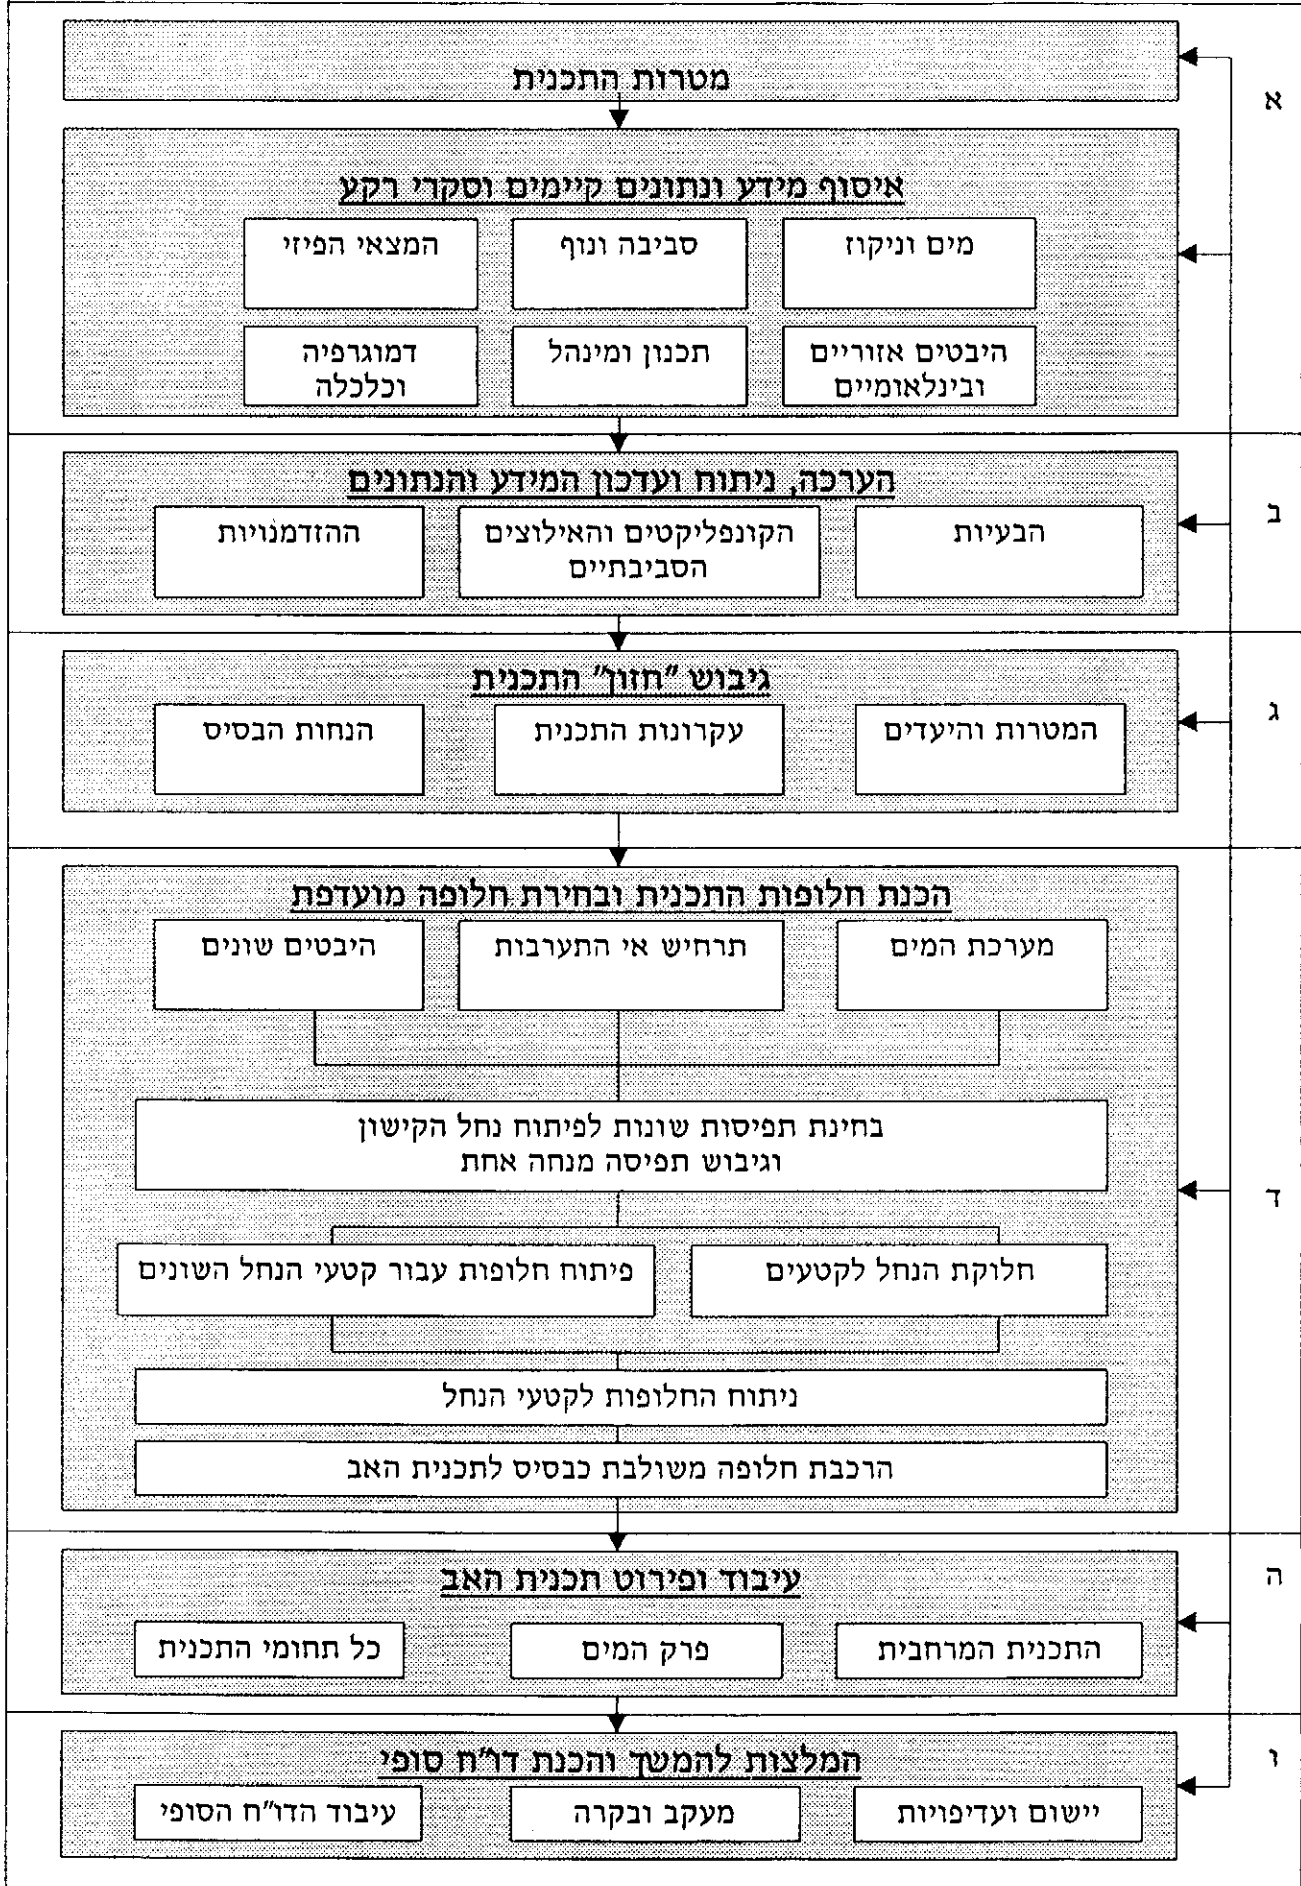 מטרות התכנית
א
איסוף מידע ונתונים קיימים וסקרי רקע
מים וניקוז
סביבה ונוף
המצאי הפיזי
היבטים אזוריים
ובינלאומיים
תכנון ומינהל
דמוגרפיה
וכלכלה
הערכה, ניתוח ועדכון המידע והנתונים
ב
הבעיות
הקונפליקטים והאילוצים
הסביבתיים
ההזדמנויות
גיבוש "חזון" התכנית
ג
המטרות והיעדים
עקרונות התכנית
הנחות הבסיס
הכנת חלופות התכנית ובחירת חלופה מועדפת
מערכת המים
תרחיש אי התערבות
היבטים שונים
בחינת תפיסות שונות לפיתוח נחל הקישון
וגיבוש תפיסה מנחה אחת
ד
חלוקת הנחל לקטעים
פיתוח חלופות עבור קטעי הנחל השונים
ניתוח החלופות לקטעי הנחל
הרכבת חלופה משולבת כבסיס לתכנית האב
עיבוד ופירוט תכנית האב
ה
התכנית המרחבית
פרק המים
כל תחומי התכנית
המלצות להמשך והכנת דו"ח סופי
ו
יישום ועדיפויות
מעקב ובקרה
עיבוד הדו"ח הסופי